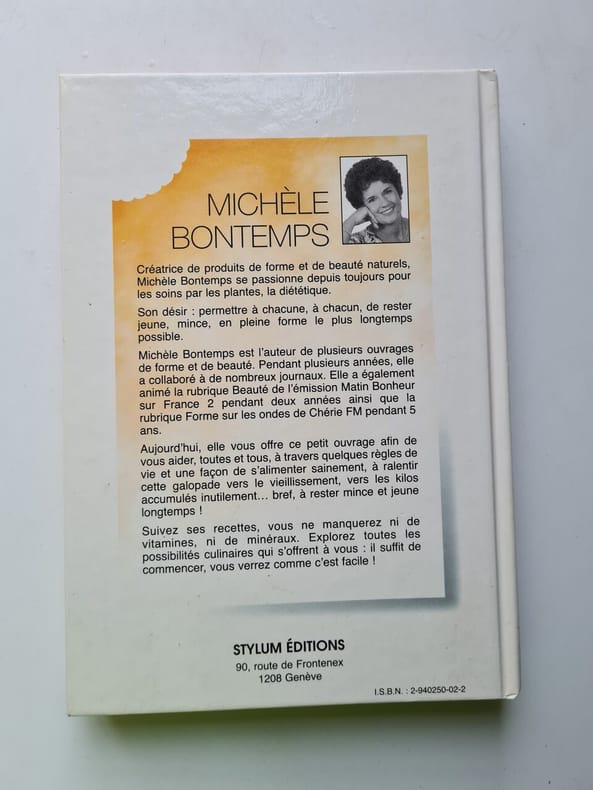 MICHÈLE
BONTEMPS
Créatrice de produits de forme et de beauté naturels,
Michèle Bontemps se passionne depuis toujours pour
les soins par les plantes, la diététique.
Son désir : permettre à chacune, à chacun, de rester
jeune, mince, en pleine forme le plus longtemps
possible.
Michèle Bontemps est l'auteur de plusieurs ouvrages
de forme et de beauté. Pendant plusieurs années, elle
a collaboré à de nombreux journaux. Elle a également
animé la rubrique Beauté de l'émission Matin Bonheur
sur France 2 pendant deux années ainsi que la
rubrique Forme sur les ondes de Chérie FM pendant 5
ans.
Aujourd'hui, elle vous offre ce petit ouvrage afin de
vous aider, toutes et tous, à travers quelques règles de
vie et une façon de s'alimenter sainement, à ralentir
cette galopade vers le vieillissement, vers les kilos
accumulés inutilement... bref, à rester mince et jeune
longtemps !
Suivez ses recettes, vous ne manquerez ni de
vitamines, ni de minéraux. Explorez toutes les
possibilités culinaires qui s'offrent à vous : il suffit de
commencer, vous verrez comme c'est facile !
STYLUM ÉDITIONS
90, route de Frontenex
1208 Genève
I.S.B.N. : 2-940250-02-2